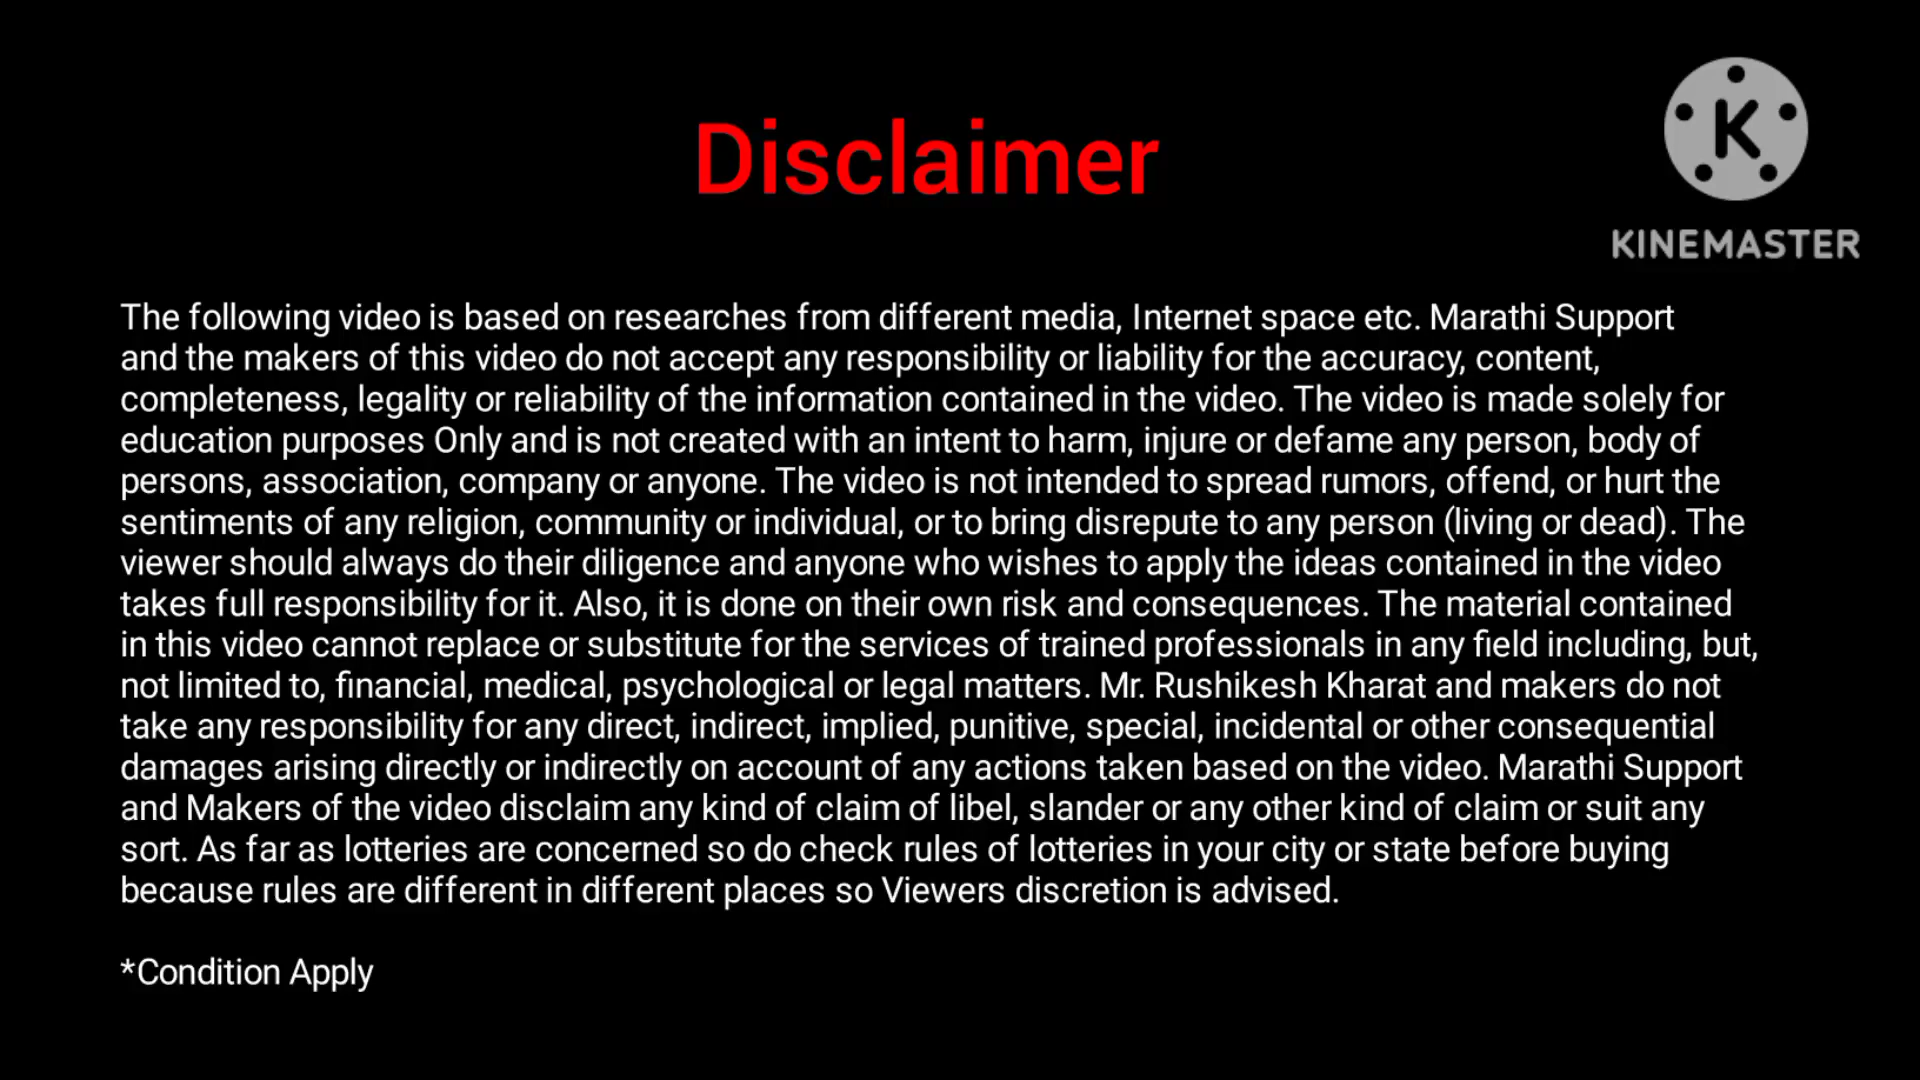 Disclaimer
K
KINEMASTER
The following video is based on researches from different media, Internet space etc. Marathi Support
and the makers of this video do not accept any responsibility or liability for the accuracy, content,
completeness, legality or reliability of the information contained in the video. The video is made solely for
education purposes Only and is not created with an intent to harm, injure or defame any person, body of
persons, association, company or anyone. The video is not intended to spread rumors, offend, or hurt the
sentiments of any religion, community or individual, or to bring disrepute to any person (living or dead). The
viewer should always do their diligence and anyone who wishes to apply the ideas contained in the video
takes full responsibility for it. Also, it is done on their own risk and consequences. The material contained
in this video cannot replace or substitute for the services of trained professionals in any field including, but,
not limited to, financial, medical, psychological or legal matters. Mr. Rushikesh Kharat and makers do not
take any responsibility for any direct, indirect, implied, punitive, special, incidental or other consequential
damages arising directly or indirectly on account of any actions taken based on the video. Marathi Support
and Makers of the video disclaim any kind of claim of libel, slander or any other kind of claim or suit any
sort. As far as lotteries are concerned so do check rules of lotteries in your city or state before buying
because rules are different in different places so Viewers discretion is advised.
*Condition Apply